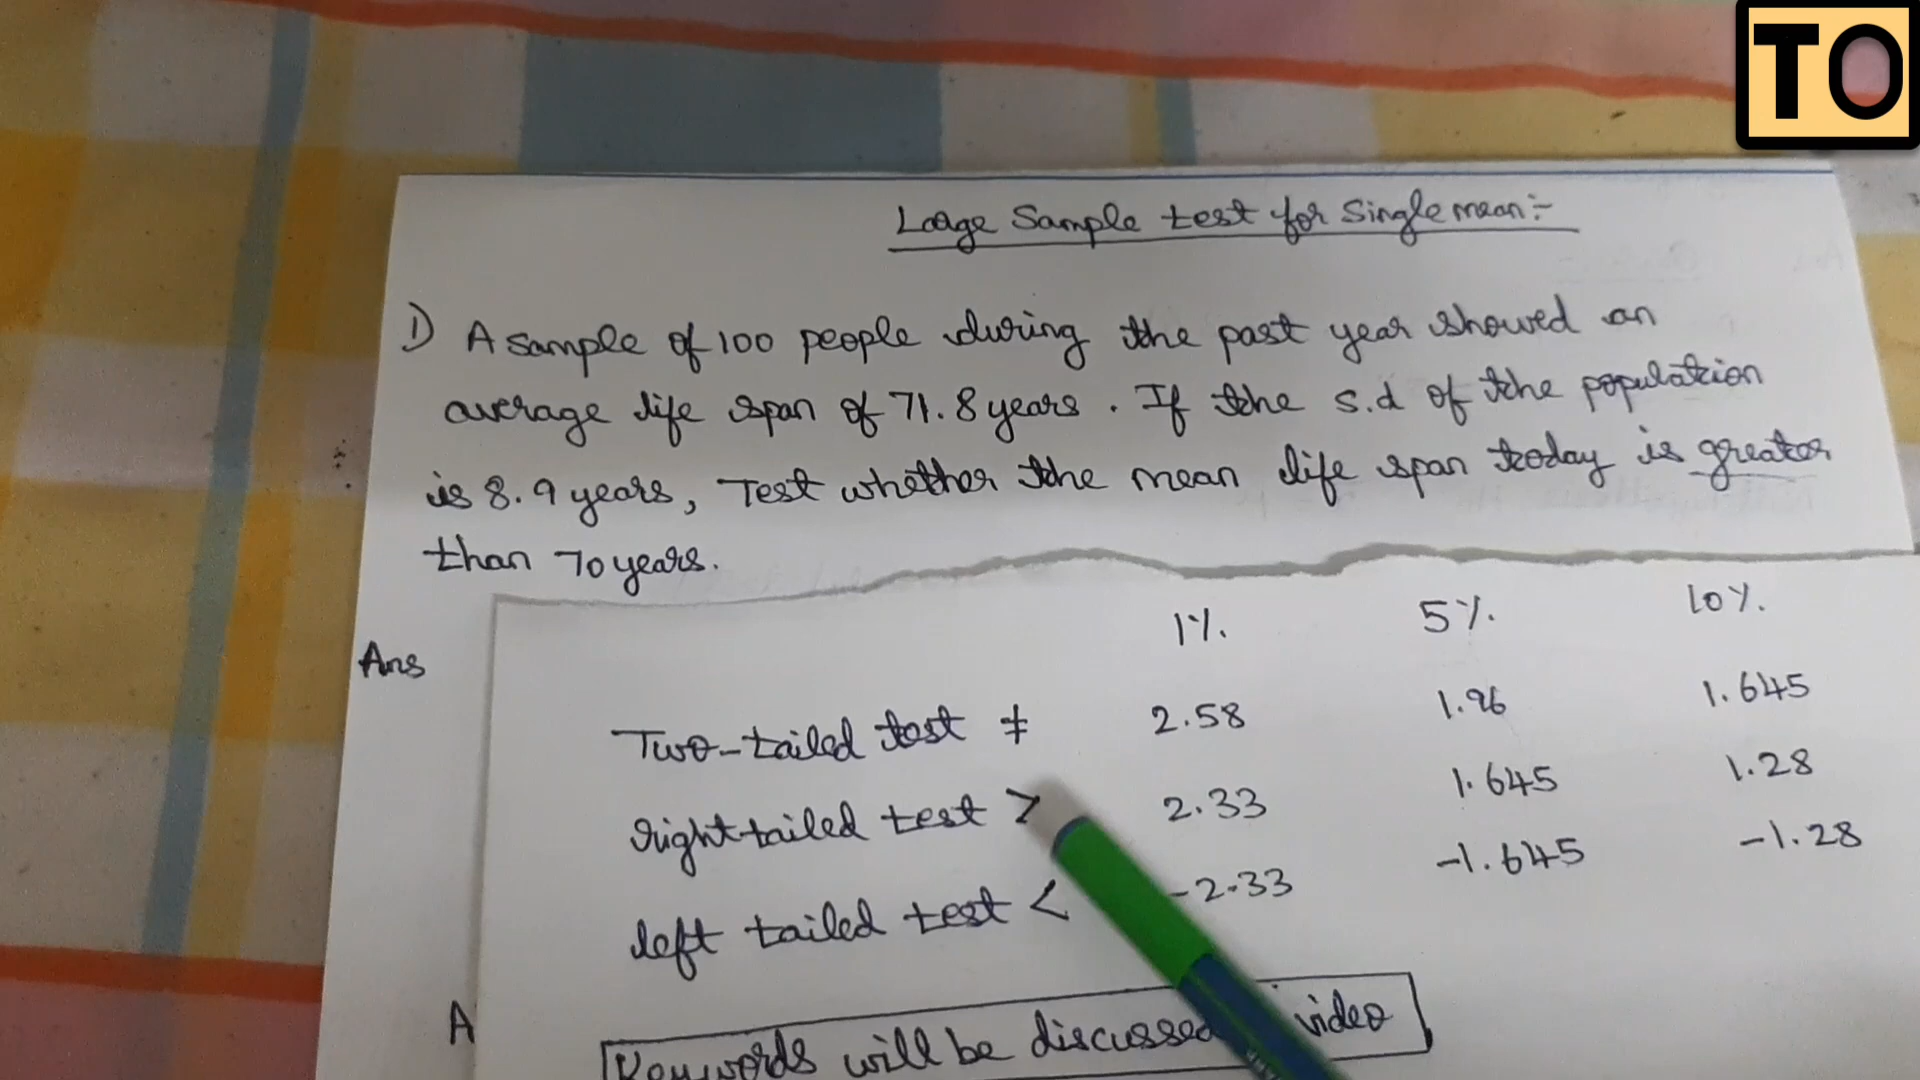 TO
Large Sample test for Single mean:-
1) A sample of 100 people during the past year showed an
average life span of 71.8 years. If the s.d of the population
is 8.9 years, Test whether the mean life span today is greater
than 70 years.
1%. 5%. 10%.
Ans
Two-tailed test ≠ 2.58 1.96 1.645
right tailed test > 2.33 1.645 1.28
left tailed test < -2.33 -1.645 -1.28
A
Keywords will be discussed video